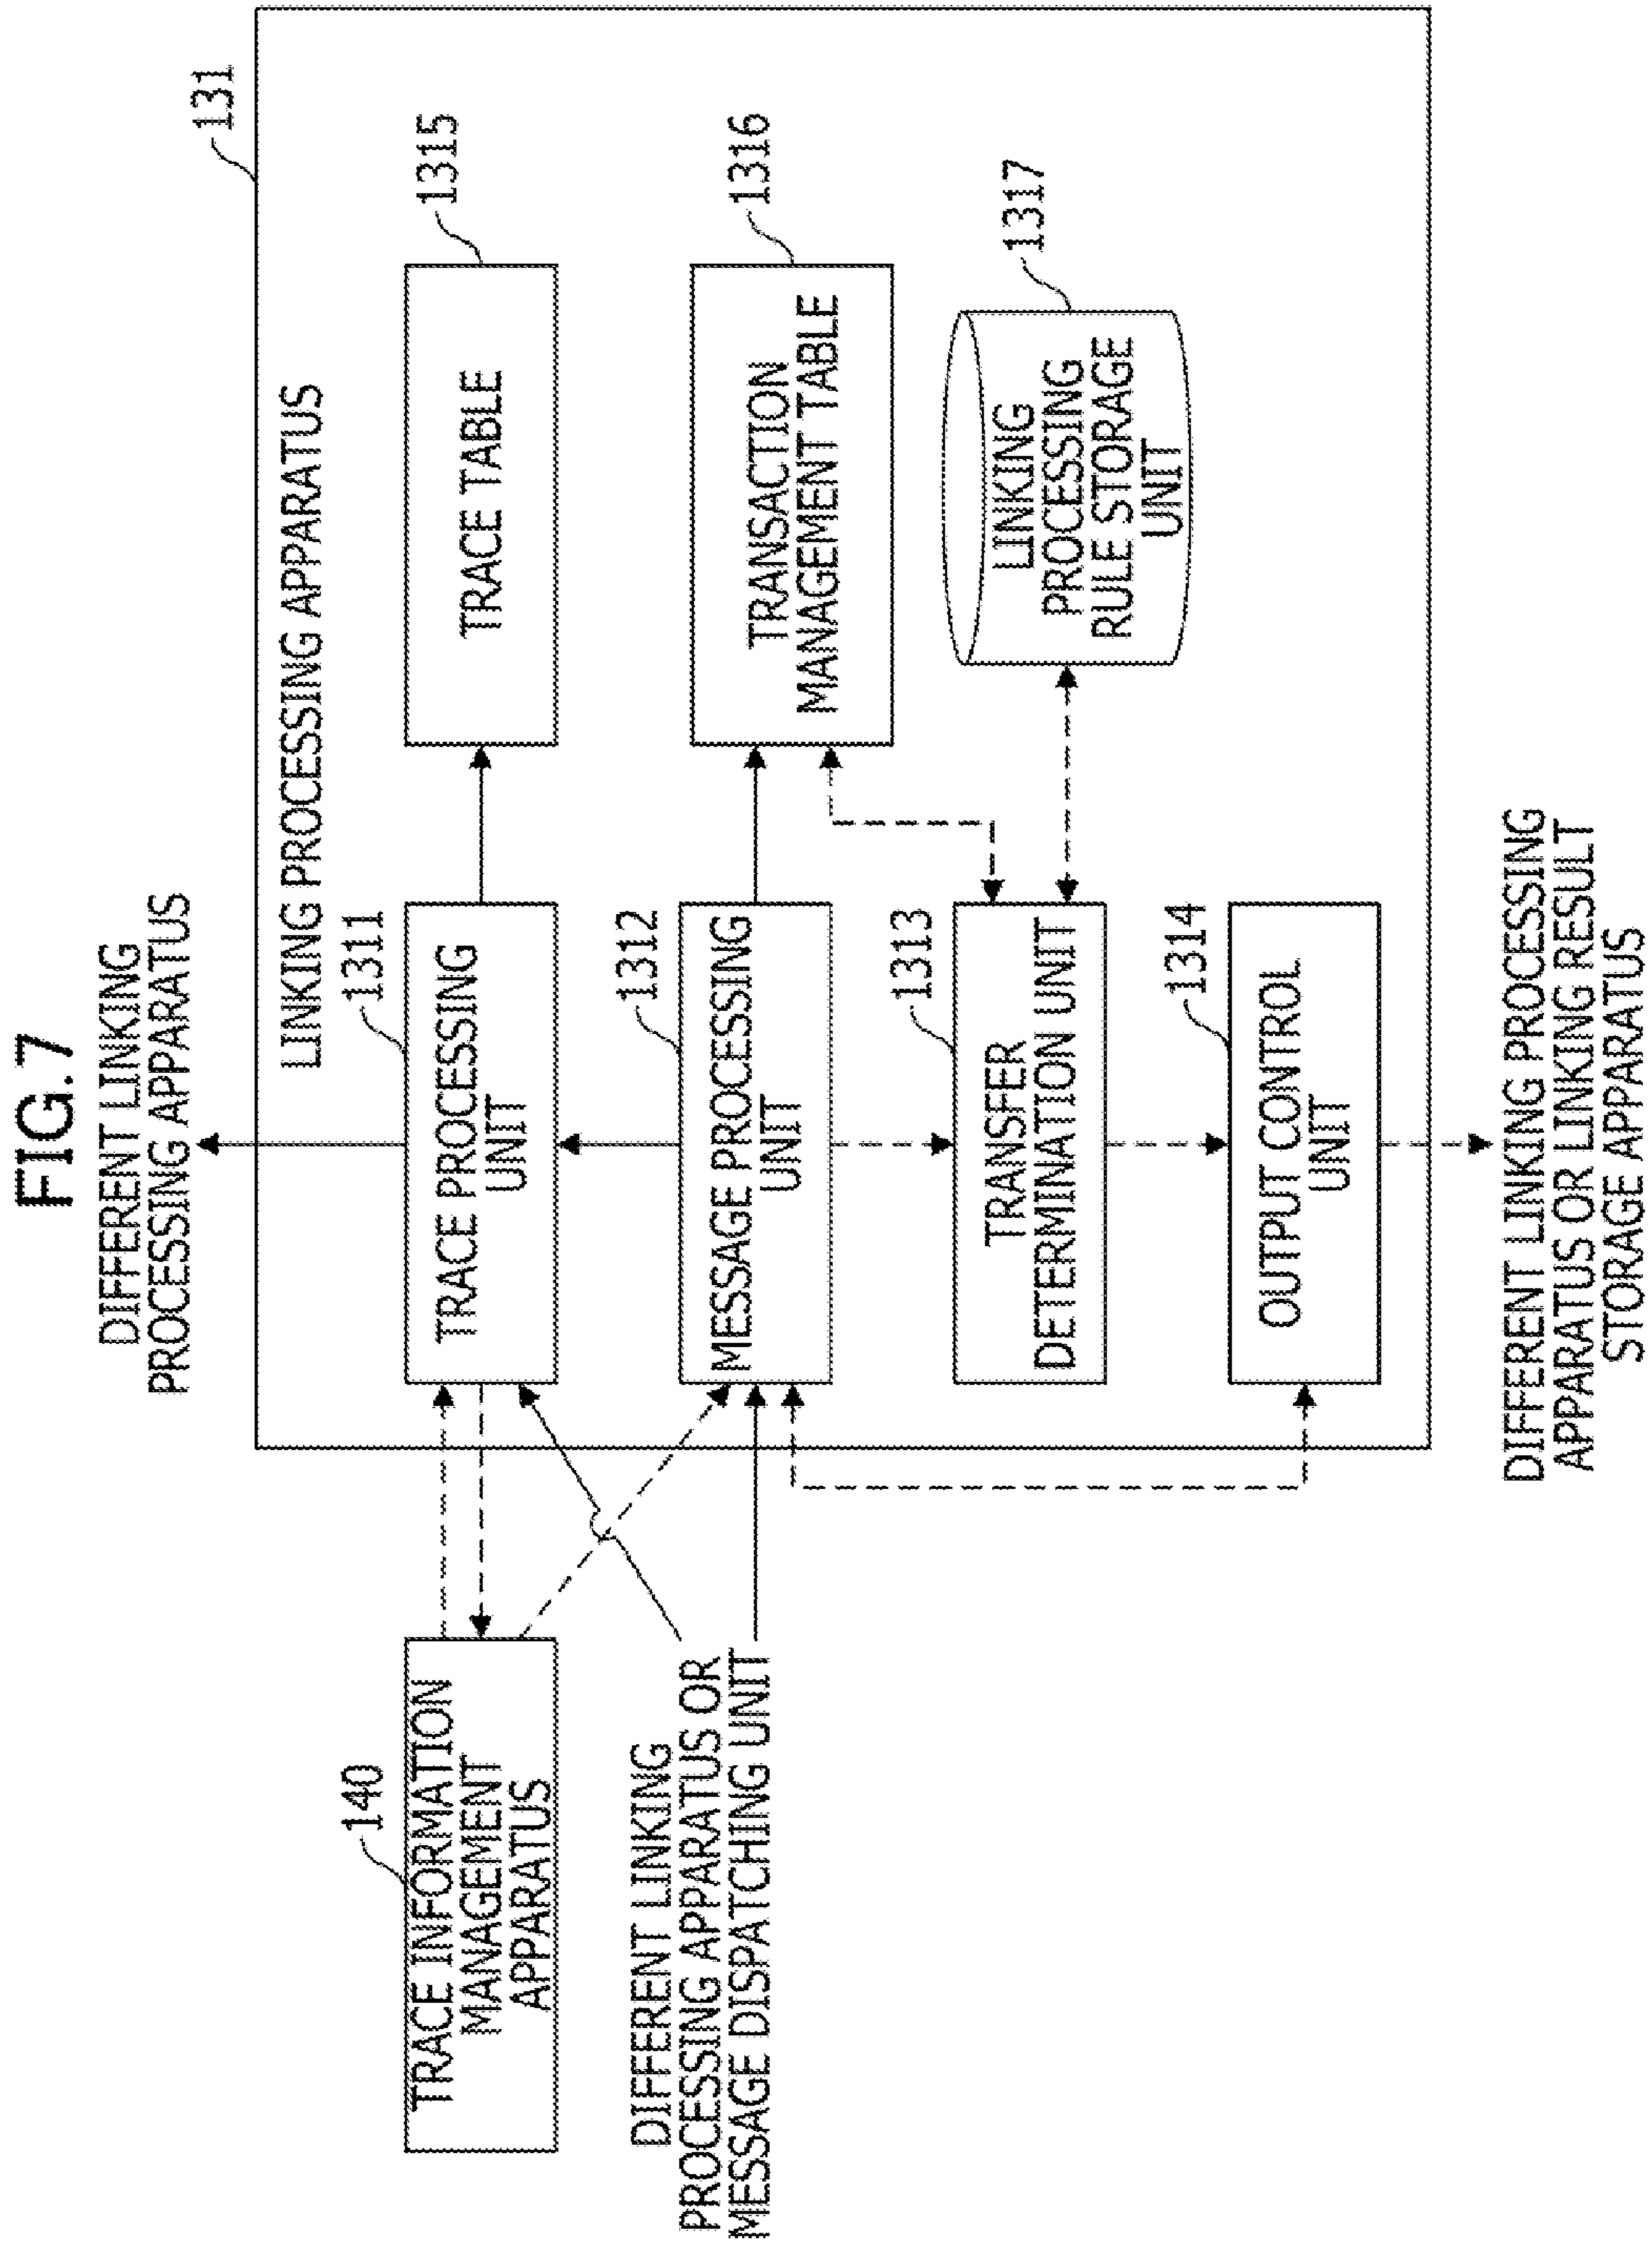 FIG.7
DIFFERENT LINKING
PROCESSING APPARATUS
131
LINKING PROCESSING APPARATUS
140
TRACE INFORMATION
MANAGEMENT
APPARATUS
1311
TRACE PROCESSING
UNIT
1315
TRACE TABLE
DIFFERENT LINKING
PROCESSING APPARATUS OR
MESSAGE DISPATCHING UNIT
1312
MESSAGE PROCESSING
UNIT
1316
TRANSACTION
MANAGEMENT TABLE
1313
TRANSFER
DETERMINATION UNIT
1317
LINKING
PROCESSING
RULE STORAGE
UNIT
1314
OUTPUT CONTROL
UNIT
DIFFERENT LINKING PROCESSING
APPARATUS OR LINKING RESULT
STORAGE APPARATUS